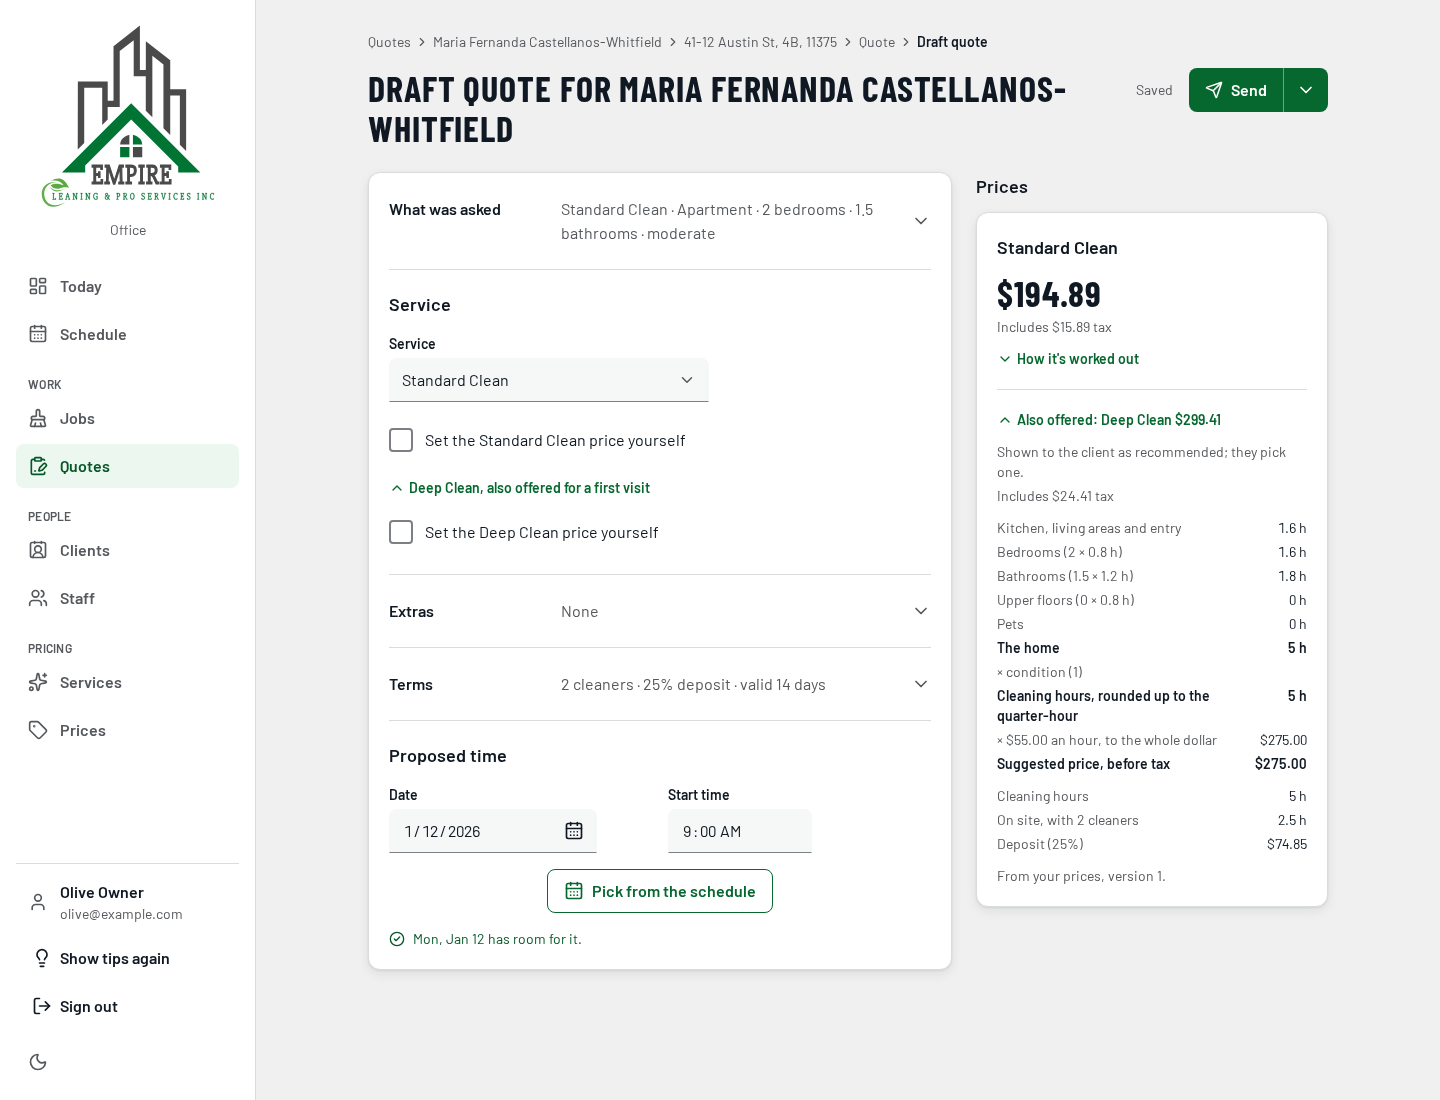 EMPIRE
LEANING & PRO SERVICES INC
Office
Today
Schedule
WORK
Jobs
Quotes
PEOPLE
Clients
Staff
PRICING
Services
Prices
Olive Owner
olive@example.com
Show tips again
Sign out
Quotes > Maria Fernanda Castellanos-Whitfield > 41-12 Austin St, 4B, 11375 > Quote > Draft quote
DRAFT QUOTE FOR MARIA FERNANDA CASTELLANOS-
WHITFIELD
Saved
Send
What was asked
Standard Clean · Apartment · 2 bedrooms · 1.5
bathrooms · moderate
Service
Service
Standard Clean
Set the Standard Clean price yourself
Deep Clean, also offered for a first visit
Set the Deep Clean price yourself
Extras None
Terms 2 cleaners · 25% deposit · valid 14 days
Proposed time
Date Start time
1/12/2026 9:00 AM
Pick from the schedule
Mon, Jan 12 has room for it.
Prices
Standard Clean
$194.89
Includes $15.89 tax
How it's worked out
Also offered: Deep Clean $299.41
Shown to the client as recommended; they pick
one.
Includes $24.41 tax
Kitchen, living areas and entry 1.6 h
Bedrooms (2 × 0.8 h) 1.6 h
Bathrooms (1.5 × 1.2 h) 1.8 h
Upper floors (0 × 0.8 h) 0 h
Pets 0 h
The home 5 h
× condition (1)
Cleaning hours, rounded up to the 5 h
quarter-hour
× $55.00 an hour, to the whole dollar $275.00
Suggested price, before tax $275.00
Cleaning hours 5 h
On site, with 2 cleaners 2.5 h
Deposit (25%) $74.85
From your prices, version 1.